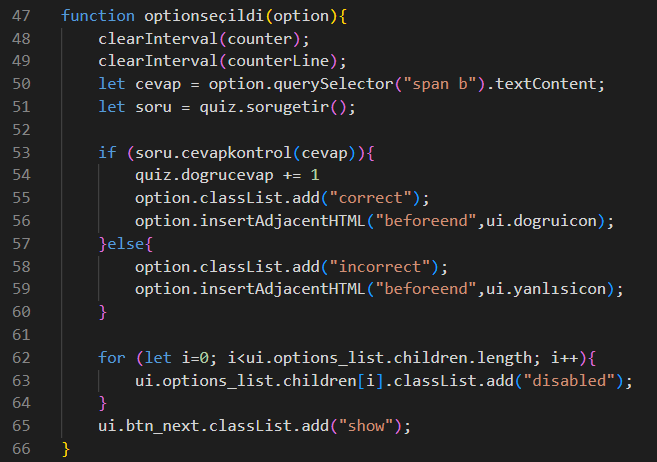 47 function optionseçildi(option){
48     clearInterval(counter);
49     clearInterval(counterLine);
50     let cevap = option.querySelector("span b").textContent;
51     let soru = quiz.sorugetir();
52
53     if (soru.cevapkontrol(cevap)){
54         quiz.dogrucevap += 1
55         option.classList.add("correct");
56         option.insertAdjacentHTML("beforeend",ui.dogruicon);
57     }else{
58         option.classList.add("incorrect");
59         option.insertAdjacentHTML("beforeend",ui.yanlısicon);
60     }
61
62     for (let i=0; i<ui.options_list.children.length; i++){
63         ui.options_list.children[i].classList.add("disabled");
64     }
65     ui.btn_next.classList.add("show");
66 }